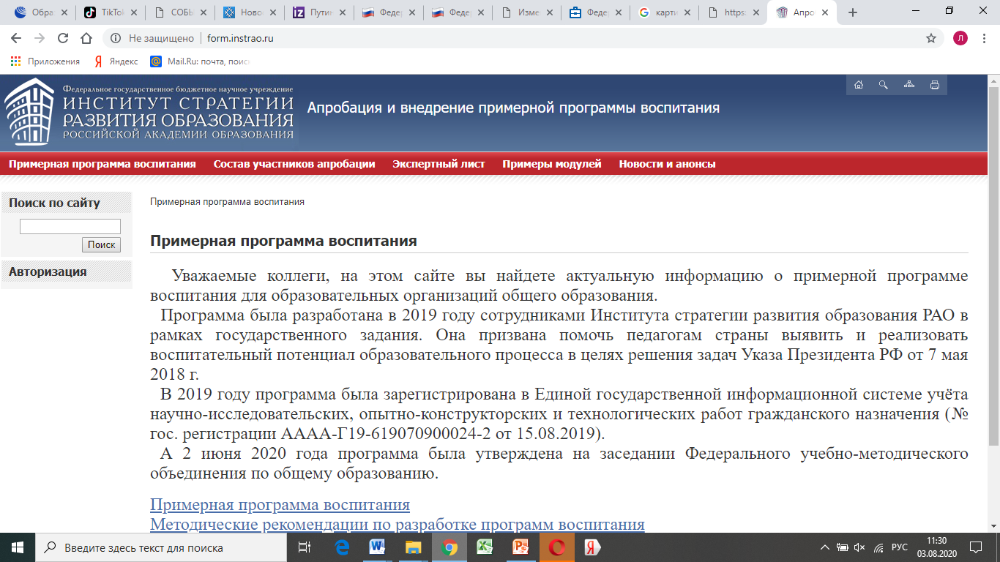 Обра
TikTok
СОБЫ
Новос
Путин
Федер
Федер
Изме
Федер
карти
https:
Апро
Не защищено
form.instrao.ru
Л
Приложения
Яндекс
Mail.Ru: почта, поис
Федеральное государственное бюджетное научное учреждение
ИНСТИТУТ СТРАТЕГИИ
РАЗВИТИЯ ОБРАЗОВАНИЯ
РОССИЙСКОЙ АКАДЕМИИ ОБРАЗОВАНИЯ
Апробация и внедрение примерной программы воспитания
Примерная программа воспитания Состав участников апробации Экспертный лист Примеры модулей Новости и анонсы
Поиск по сайту
Поиск
Авторизация
Примерная программа воспитания
Примерная программа воспитания
Уважаемые коллеги, на этом сайте вы найдете актуальную информацию о примерной программе
воспитания для образовательных организаций общего образования.
Программа была разработана в 2019 году сотрудниками Института стратегии развития образования РАО в
рамках государственного задания. Она призвана помочь педагогам страны выявить и реализовать
воспитательный потенциал образовательного процесса в целях решения задач Указа Президента РФ от 7 мая
2018 г.
В 2019 году программа была зарегистрирована в Единой государственной информационной системе учёта
научно-исследовательских, опытно-конструкторских и технологических работ гражданского назначения (№
гос. регистрации АААА-Г19-619070900024-2 от 15.08.2019).
А 2 июня 2020 года программа была утверждена на заседании Федерального учебно-методического
объединения по общему образованию.
Примерная программа воспитания
Методические рекомендации по разработке программ воспитания
Введите здесь текст для поиска
РУС
11:30
03.08.2020